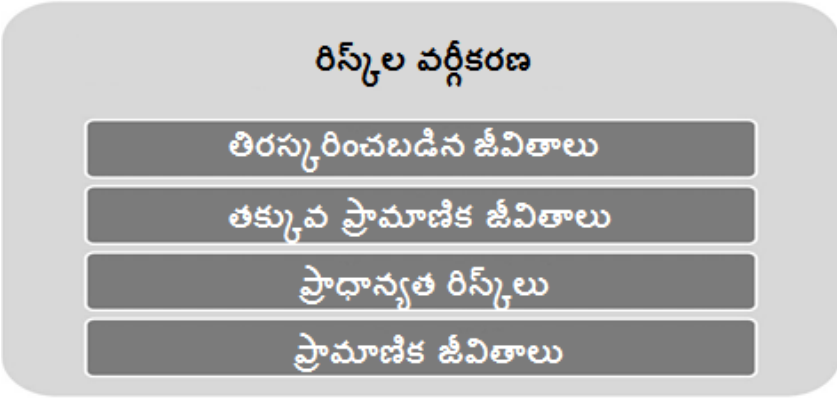 రిస్క్‌ల వర్గీకరణ
తిరస్కరించబడిన జీవితాలు
తక్కువ ప్రామాణిక జీవితాలు
ప్రాధాన్యత రిస్క్‌లు
ప్రామాణిక జీవితాలు